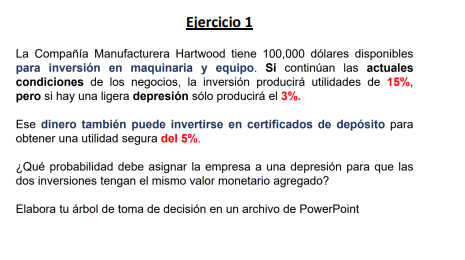 Ejercicio 1
La Compañía Manufacturera Hartwood tiene 100,000 dólares disponibles
para inversión en maquinaria y equipo. Si continúan las actuales
condiciones de los negocios, la inversión producirá utilidades de 15%,
pero si hay una ligera depresión sólo producirá el 3%.
Ese dinero también puede invertirse en certificados de depósito para
obtener una utilidad segura del 5%.
¿Qué probabilidad debe asignar la empresa a una depresión para que las
dos inversiones tengan el mismo valor monetario agregado?
Elabora tu árbol de toma de decisión en un archivo de PowerPoint